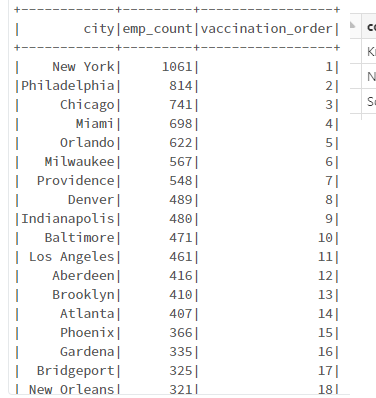 +------------+---------+-----------------+
|        city|emp_count|vaccination_order|
+------------+---------+-----------------+
|    New York|     1061|                1|
|Philadelphia|      814|                2|
|     Chicago|      741|                3|
|       Miami|      698|                4|
|     Orlando|      622|                5|
|   Milwaukee|      567|                6|
|  Providence|      548|                7|
|      Denver|      489|                8|
|Indianapolis|      480|                9|
|   Baltimore|      471|               10|
| Los Angeles|      461|               11|
|    Aberdeen|      416|               12|
|    Brooklyn|      410|               13|
|     Atlanta|      407|               14|
|     Phoenix|      366|               15|
|     Gardena|      335|               16|
|  Bridgeport|      325|               17|
| New Orleans|      321|               18|